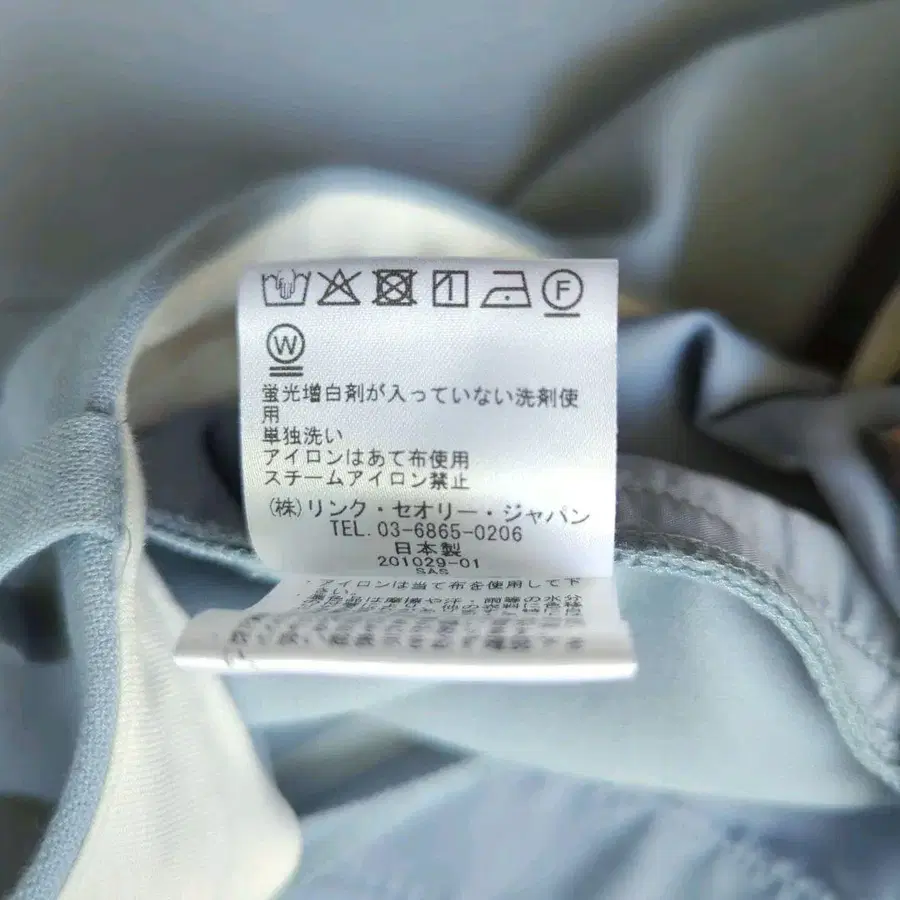 F
W
蛍光増白剤が入っていない洗剤使
用
単独洗い
アイロンはあて布使用
スチームアイロン禁止
(株)リンク・セオリー・ジャパン
TEL.03-6865-0206
日本製
201029-01
SAS
・アイロンは当て布を使用して下